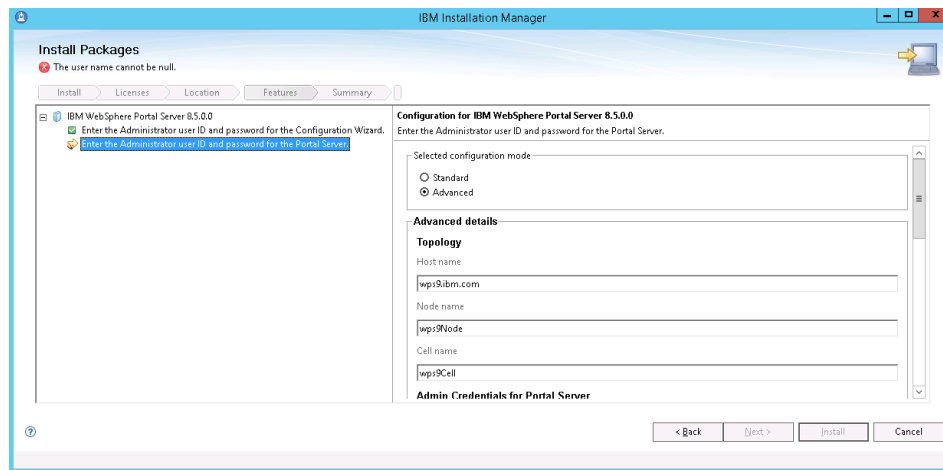 IBM Installation Manager
Install Packages
The user name cannot be null.
Install
Licenses
Location
Features
Summary
IBM WebSphere Portal Server 8.5.0.0
Enter the Administrator user ID and password for the Configuration Wizard.
Enter the Administrator user ID and password for the Portal Server.
Configuration for IBM WebSphere Portal Server 8.5.0.0
Enter the Administrator user ID and password for the Portal Server.
Selected configuration mode
Standard
Advanced
Advanced details
Topology
Host name
wps9.ibm.com
Node name
wps9Node
Cell name
wps9Cell
Admin Credentials for Portal Server
< Back
Next >
Install
Cancel